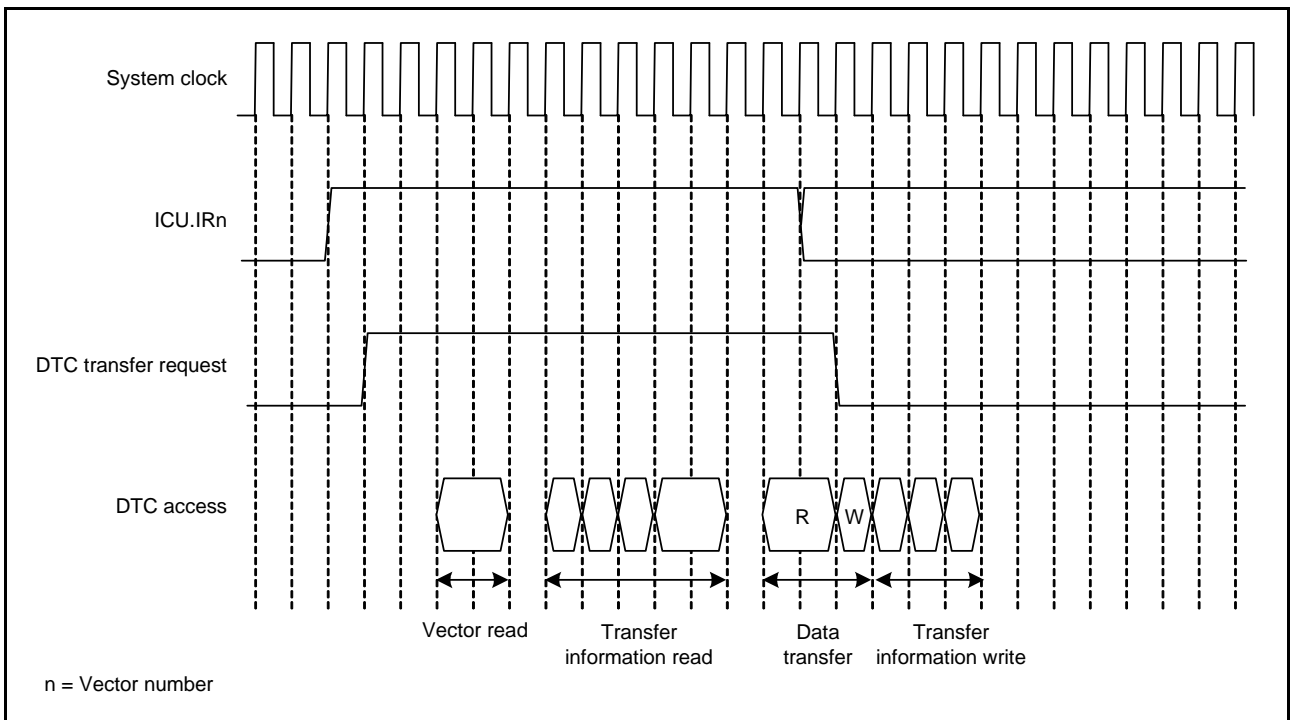 System clock
ICU.IRn
DTC transfer request
DTC access
R
W
Vector read
Transfer
information read
Data
transfer
Transfer
information write
n = Vector number